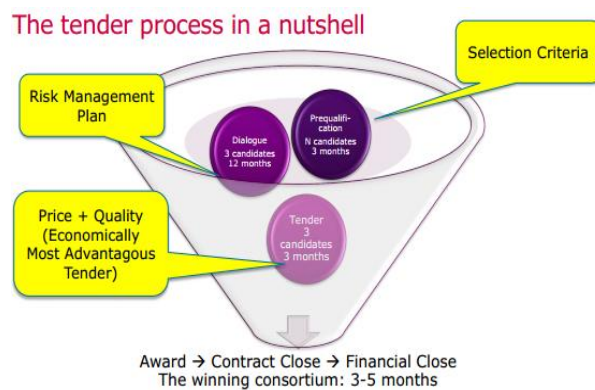 The tender process in a nutshell
Selection Criteria
Risk Management
Plan
Prequalifi-
cation
N candidates
3 months
Dialogue
3 candidates
12 months
Price + Quality
(Economically
Most Advantagous
Tender)
Tender
3
candidates
3 months
Award → Contract Close → Financial Close
The winning consortium: 3-5 months